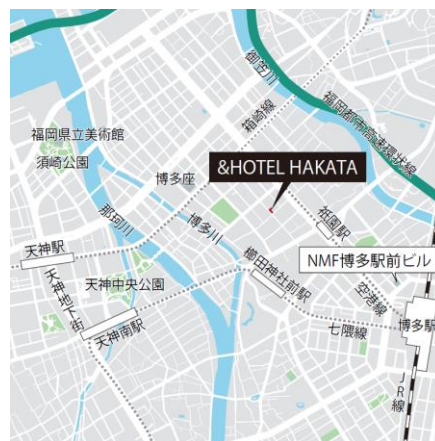 御笠川
箱崎線
福岡都市高速環状線
福岡県立美術館
須崎公園
博多座
&HOTEL HAKATA
那珂川
博多川
祇園駅
櫛田神社前駅
NMF博多駅前ビル
天神駅
天神中央公園
空港線
天神地下街
天神南駅
七隈線
博多駅
JR線